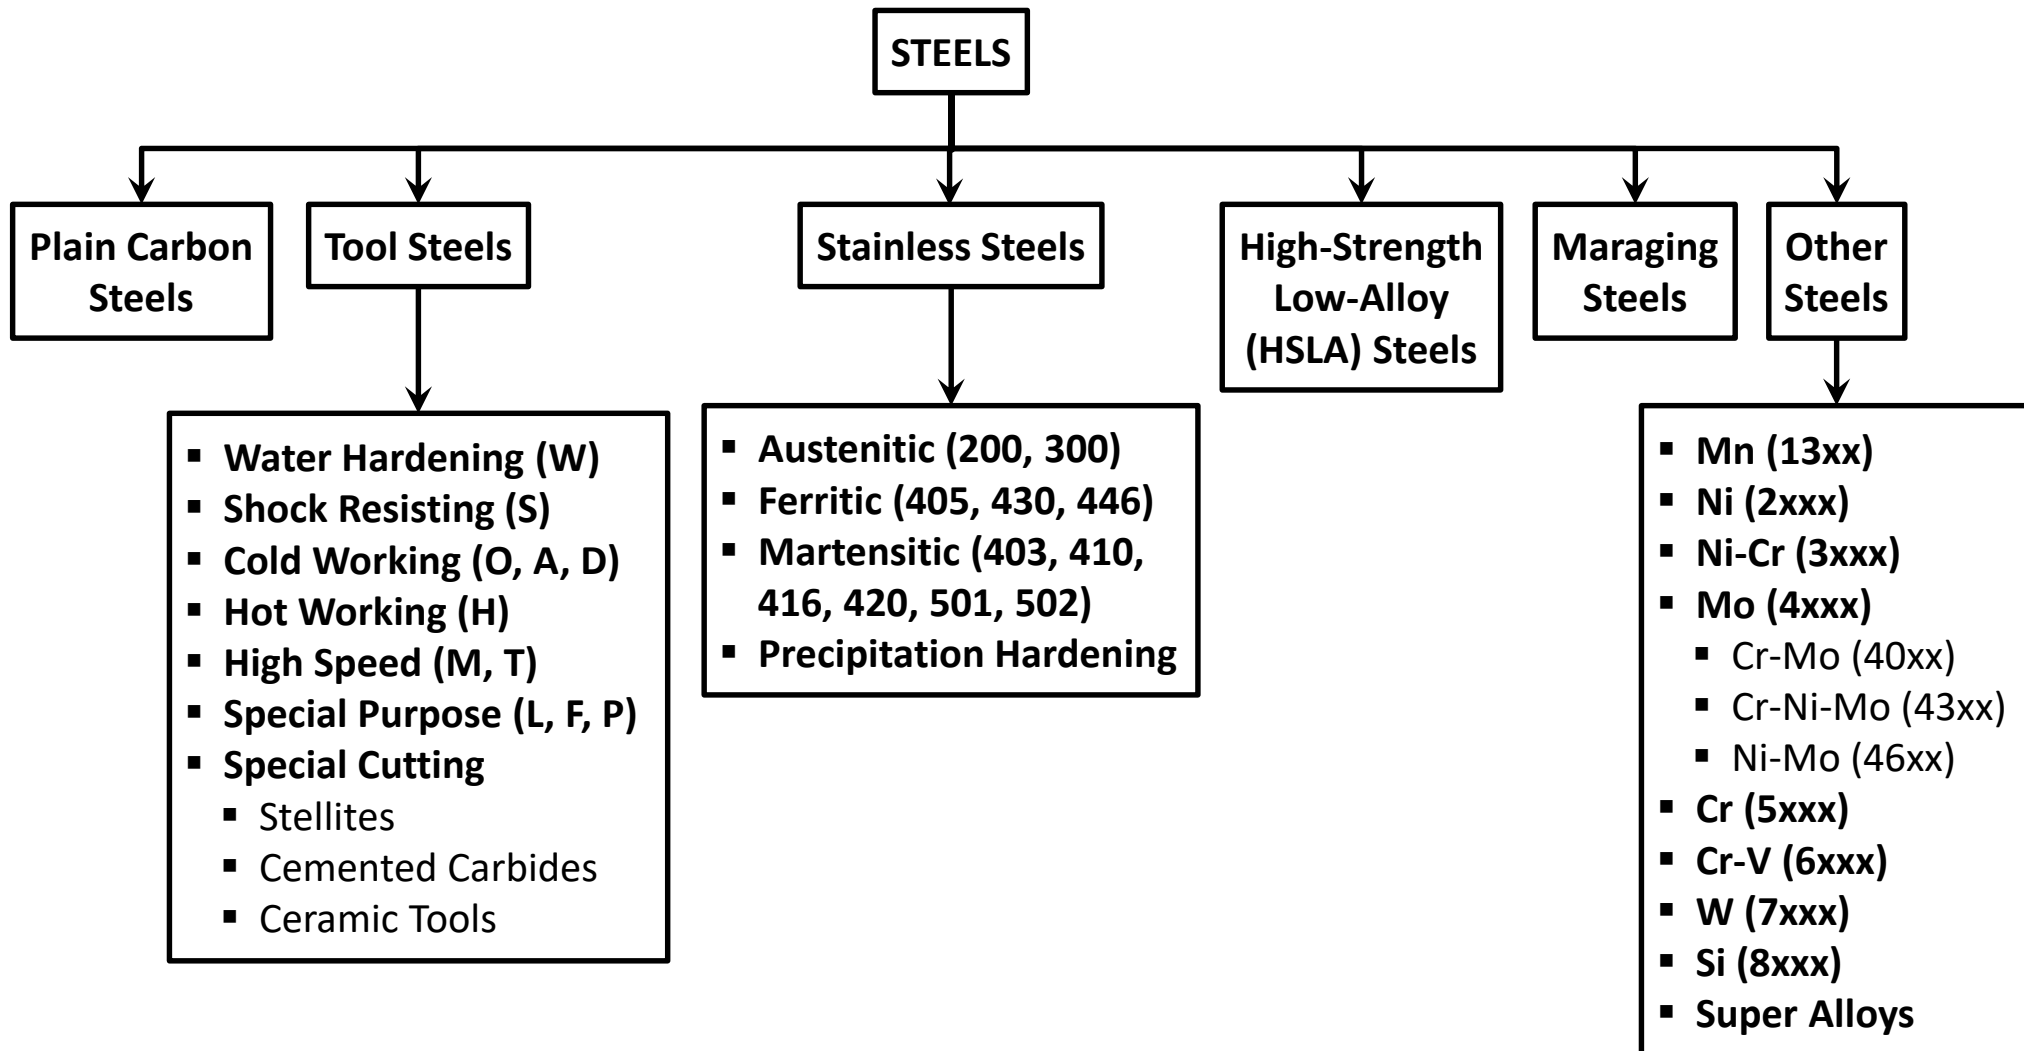 STEELS
Plain Carbon
Steels
Tool Steels
Stainless Steels
High-Strength
Low-Alloy
(HSLA) Steels
Maraging
Steels
Other
Steels
▪ Water Hardening (W)
▪ Shock Resisting (S)
▪ Cold Working (O, A, D)
▪ Hot Working (H)
▪ High Speed (M, T)
▪ Special Purpose (L, F, P)
▪ Special Cutting
▪ Stellites
▪ Cemented Carbides
▪ Ceramic Tools
▪ Austenitic (200, 300)
▪ Ferritic (405, 430, 446)
▪ Martensitic (403, 410,
416, 420, 501, 502)
▪ Precipitation Hardening
▪ Mn (13xx)
▪ Ni (2xxx)
▪ Ni-Cr (3xxx)
▪ Mo (4xxx)
▪ Cr-Mo (40xx)
▪ Cr-Ni-Mo (43xx)
▪ Ni-Mo (46xx)
▪ Cr (5xxx)
▪ Cr-V (6xxx)
▪ W (7xxx)
▪ Si (8xxx)
▪ Super Alloys